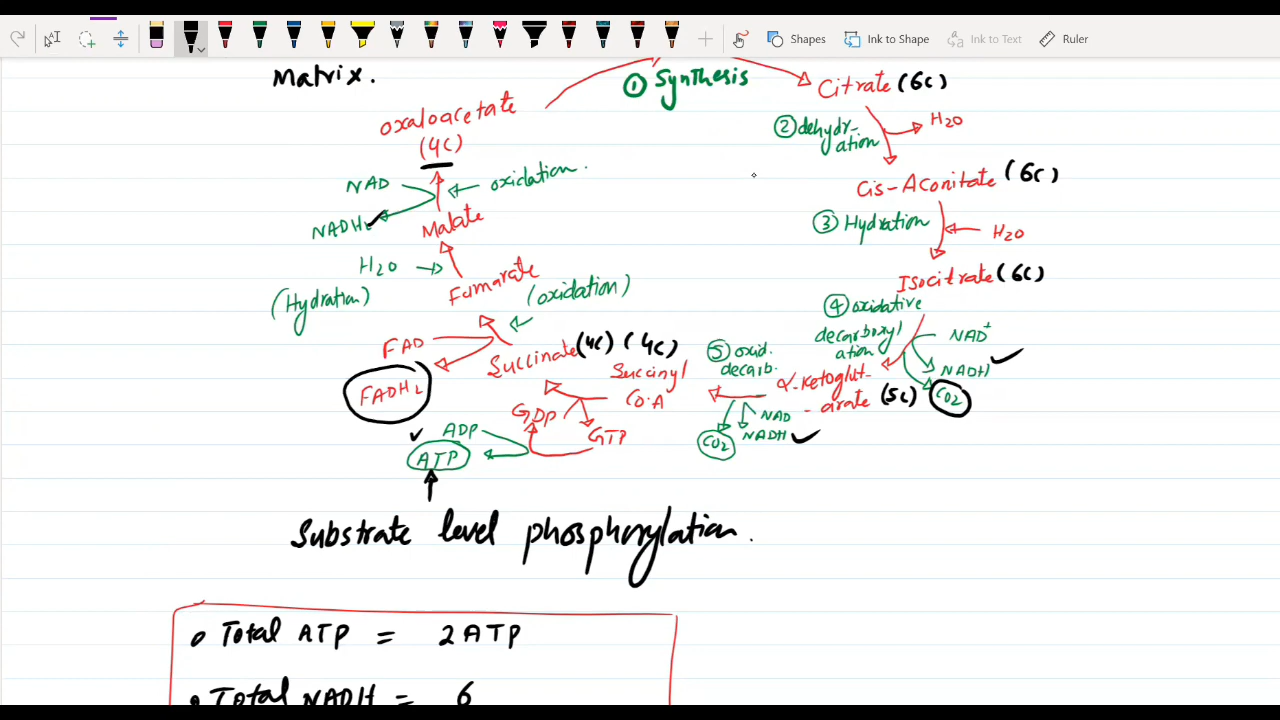 Shapes
Ink to Shape
Ink to Text
Ruler
Matrix.
① Synthesis
Citrate (6C)
oxaloacetate
(4C)
② dehydr-
ation
H2O
NAD
oxidation.
Cis-Aconitate (6C)
NADH2
Malate
③ Hydration
H2O
H2O
(Hydration)
Fumarate
(oxidation)
Isocitrate (6C)
④ oxidative
decarboxyl
ation
NAD+
NADH
CO2
FAD
FADH2
Succinate (4C)
(4C)
Succinyl
CO.A
⑤ oxid.
decarb.
α-Ketoglut-
- arate (5C)
GDP
GTP
NAD
NADH
CO2
ADP
ATP
Substrate level phosphorylation.
Total ATP = 2ATP
Total NADH = 6